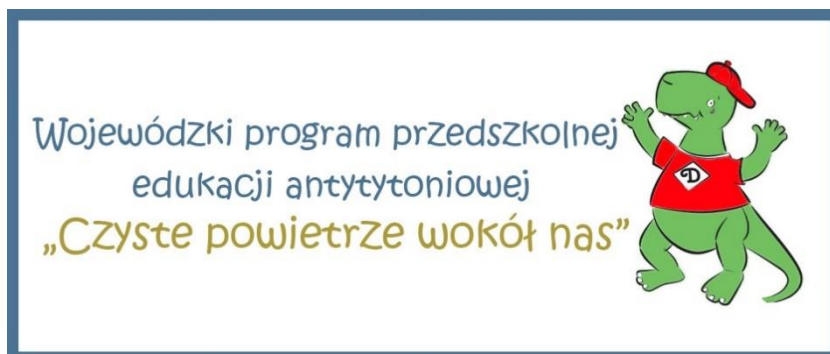 Wojewódzki program przedszkolnej
edukacji antytytoniowej
„Czyste powietrze wokół nas”
D